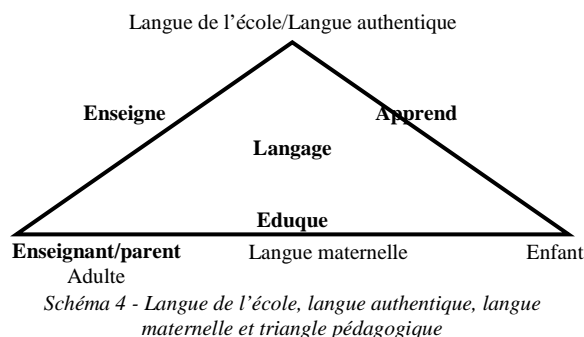 Langue de l’école/Langue authentique
Enseigne Apprend
Langage
Eduque
Enseignant/parent Langue maternelle Enfant
Adulte
Schéma 4 - Langue de l’école, langue authentique, langue
maternelle et triangle pédagogique